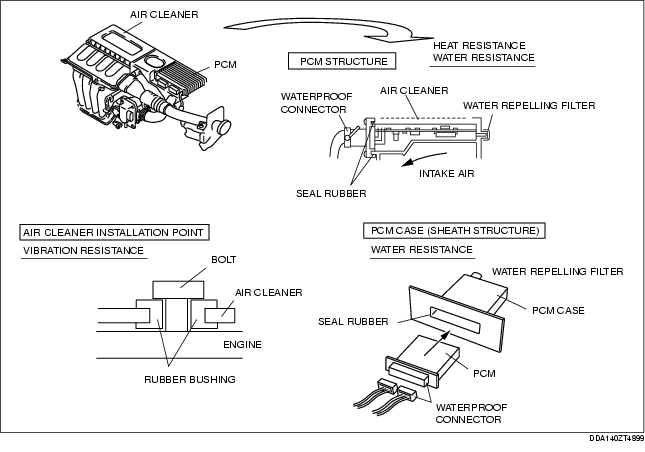 AIR CLEANER
PCM
HEAT RESISTANCE
WATER RESISTANCE
PCM STRUCTURE
AIR CLEANER
WATERPROOF
CONNECTOR
WATER REPELLING FILTER
INTAKE AIR
SEAL RUBBER
AIR CLEANER INSTALLATION POINT
VIBRATION RESISTANCE
BOLT
AIR CLEANER
ENGINE
RUBBER BUSHING
PCM CASE (SHEATH STRUCTURE)
WATER RESISTANCE
WATER REPELLING FILTER
PCM CASE
SEAL RUBBER
PCM
WATERPROOF
CONNECTOR
DDA140ZT4899